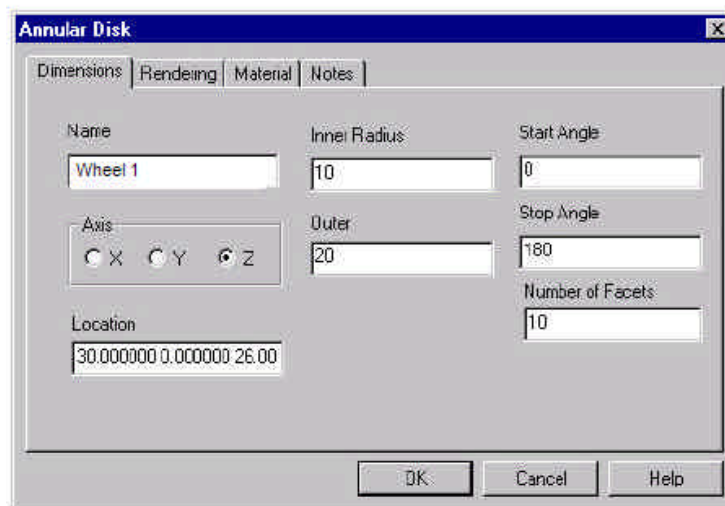 Annular Disk
Dimensions Rendering Material Notes
Name
Wheel 1
Inner Radius
10
Start Angle
0
Axis
X Y Z
Outer
20
Stop Angle
180
Location
30.000000 0.000000 26.00
Number of Facets
10
OK Cancel Help